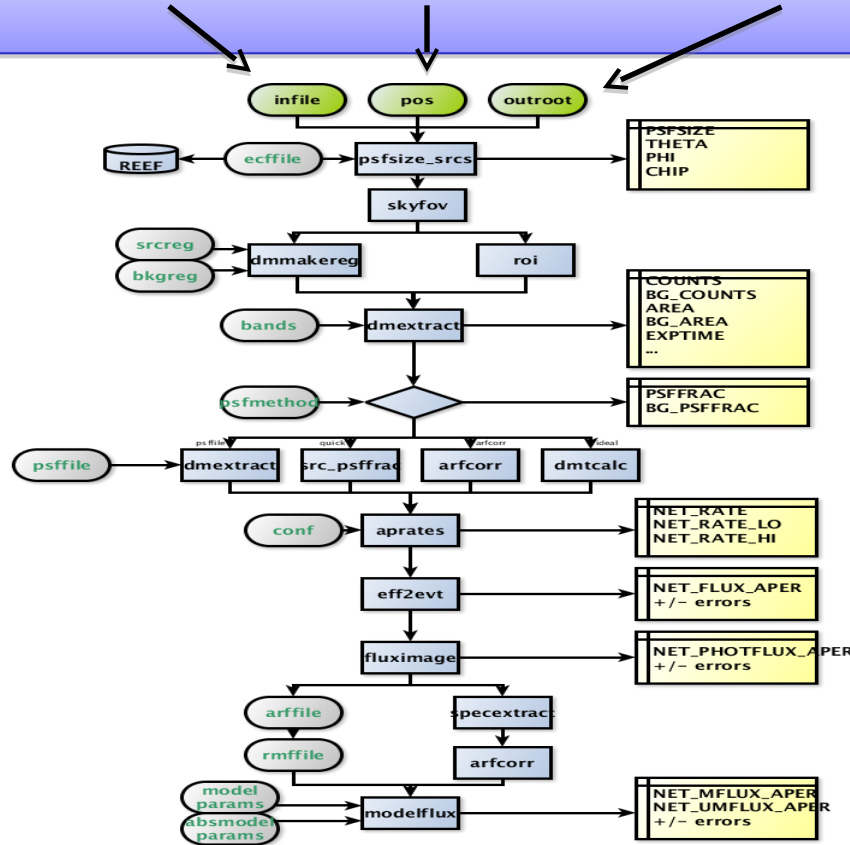 infile
pos
outroot
REEF
ecffile
psfsize_srcs
PSFSIZE
THETA
PHI
CHIP
skyfov
srcreg
bkgreg
dmmakereg
roi
bands
dmextract
COUNTS
BG_COUNTS
AREA
BG_AREA
EXPTIME
...
psfmethod
PSFFRAC
BG_PSFFRAC
psffile
quick
arfcorr
ideal
psffile
dmextract
src_psffrac
arfcorr
dmtcalc
conf
aprates
NET_RATE
NET_RATE_LO
NET_RATE_HI
eff2evt
NET_FLUX_APER
+/- errors
fluximage
NET_PHOTFLUX_APER
+/- errors
arffile
specextract
rmffile
arfcorr
model
params
absmodel
params
modelflux
NET_MFLUX_APER
NET_UMFLUX_APER
+/- errors